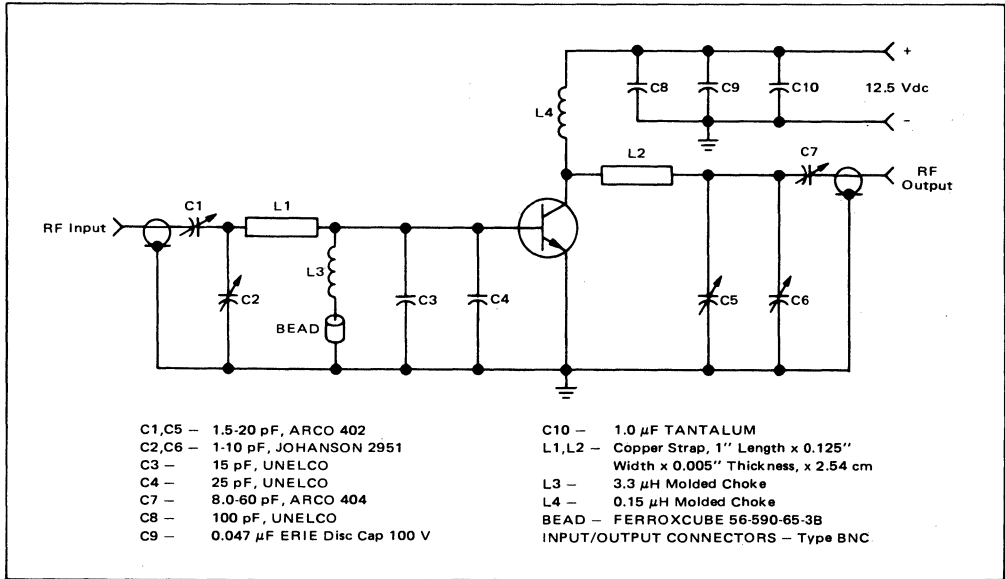 +
C8
C9
C10
12.5 Vdc
L4
-
C7
L2
RF
Output
C1
L1
RF Input
L3
C2
C3
C4
C5
C6
BEAD
C1,C5 – 1.5-20 pF, ARCO 402
C2,C6 – 1-10 pF, JOHANSON 2951
C3 – 15 pF, UNELCO
C4 – 25 pF, UNELCO
C7 – 8.0-60 pF, ARCO 404
C8 – 100 pF, UNELCO
C9 – 0.047 μF ERIE Disc Cap 100 V
C10 – 1.0 μF TANTALUM
L1,L2 – Copper Strap, 1'' Length x 0.125''
Width x 0.005'' Thickness, x 2.54 cm
L3 – 3.3 μH Molded Choke
L4 – 0.15 μH Molded Choke
BEAD – FERROXCUBE 56-590-65-3B
INPUT/OUTPUT CONNECTORS – Type BNC